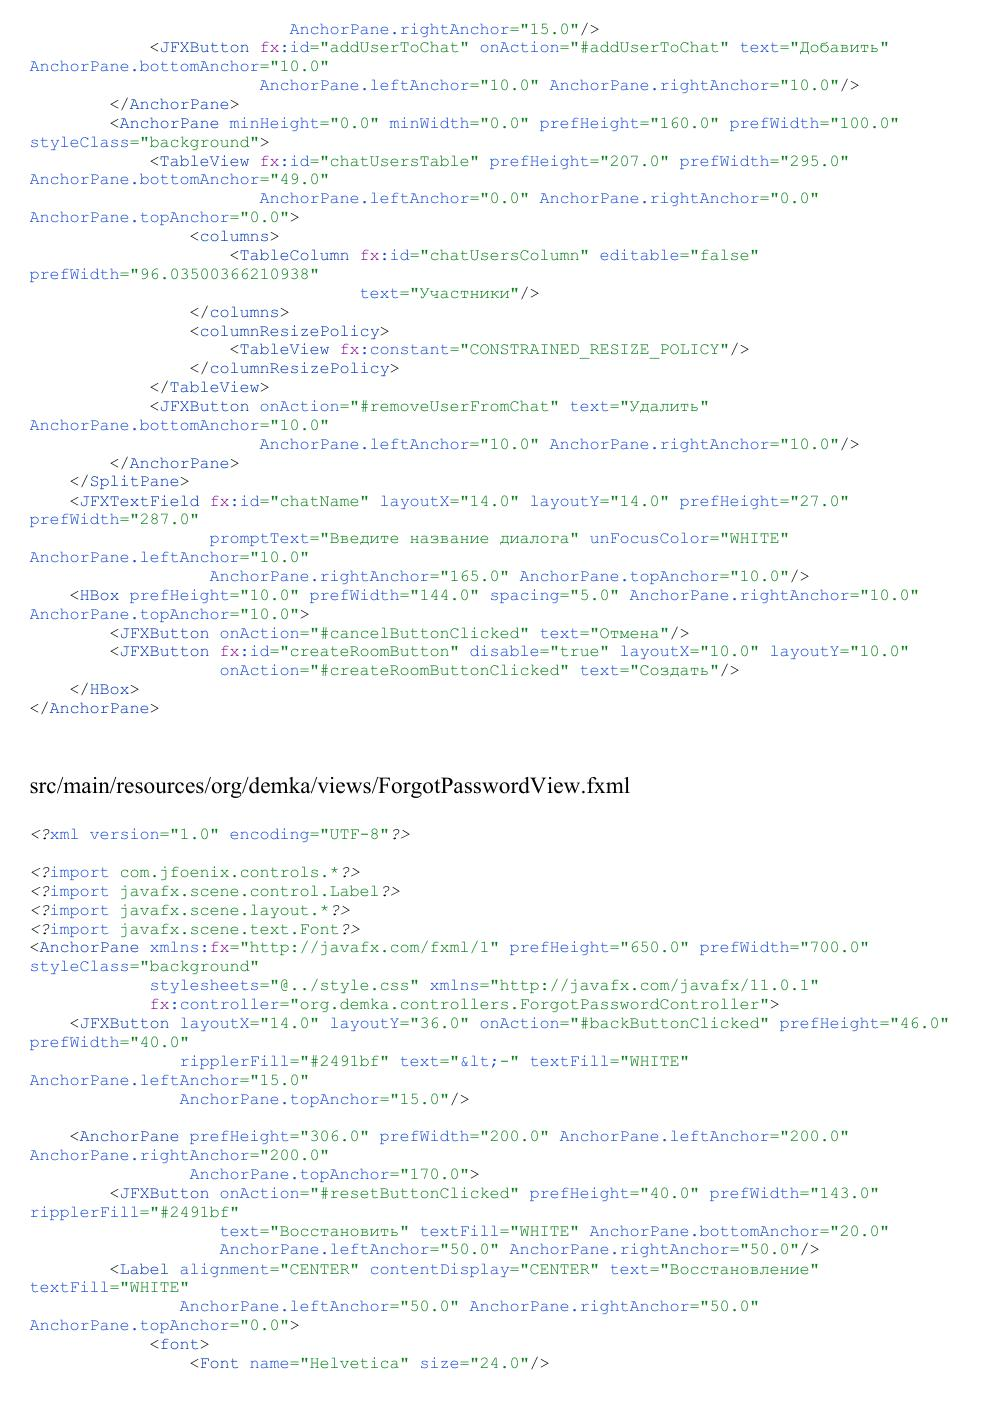 AnchorPane.rightAnchor="15.0"/>
<JFXButton fx:id="addUserToChat" onAction="#addUserToChat" text="Добавить"
AnchorPane.bottomAnchor="10.0"
AnchorPane.leftAnchor="10.0" AnchorPane.rightAnchor="10.0"/>
</AnchorPane>
<AnchorPane minHeight="0.0" minWidth="0.0" prefHeight="160.0" prefWidth="100.0"
styleClass="background">
<TableView fx:id="chatUsersTable" prefHeight="207.0" prefWidth="295.0"
AnchorPane.bottomAnchor="49.0"
AnchorPane.leftAnchor="0.0" AnchorPane.rightAnchor="0.0"
AnchorPane.topAnchor="0.0">
<columns>
<TableColumn fx:id="chatUsersColumn" editable="false"
prefWidth="96.03500366210938"
text="Участники"/>
</columns>
<columnResizePolicy>
<TableView fx:constant="CONSTRAINED_RESIZE_POLICY"/>
</columnResizePolicy>
</TableView>
<JFXButton onAction="#removeUserFromChat" text="Удалить"
AnchorPane.bottomAnchor="10.0"
AnchorPane.leftAnchor="10.0" AnchorPane.rightAnchor="10.0"/>
</AnchorPane>
</SplitPane>
<JFXTextField fx:id="chatName" layoutX="14.0" layoutY="14.0" prefHeight="27.0"
prefWidth="287.0"
promptText="Введите название диалога" unFocusColor="WHITE"
AnchorPane.leftAnchor="10.0"
AnchorPane.rightAnchor="165.0" AnchorPane.topAnchor="10.0"/>
<HBox prefHeight="10.0" prefWidth="144.0" spacing="5.0" AnchorPane.rightAnchor="10.0"
AnchorPane.topAnchor="10.0">
<JFXButton onAction="#cancelButtonClicked" text="Отмена"/>
<JFXButton fx:id="createRoomButton" disable="true" layoutX="10.0" layoutY="10.0"
onAction="#createRoomButtonClicked" text="Создать"/>
</HBox>
</AnchorPane>
src/main/resources/org/demka/views/ForgotPasswordView.fxml
<?xml version="1.0" encoding="UTF-8"?>
<?import com.jfoenix.controls.*?>
<?import javafx.scene.control.Label?>
<?import javafx.scene.layout.*?>
<?import javafx.scene.text.Font?>
<AnchorPane xmlns:fx="http://javafx.com/fxml/1" prefHeight="650.0" prefWidth="700.0"
styleClass="background"
stylesheets="@../style.css" xmlns="http://javafx.com/javafx/11.0.1"
fx:controller="org.demka.controllers.ForgotPasswordController">
<JFXButton layoutX="14.0" layoutY="36.0" onAction="#backButtonClicked" prefHeight="46.0"
prefWidth="40.0"
ripplerFill="#2491bf" text="&lt;-" textFill="WHITE"
AnchorPane.leftAnchor="15.0"
AnchorPane.topAnchor="15.0"/>
<AnchorPane prefHeight="306.0" prefWidth="200.0" AnchorPane.leftAnchor="200.0"
AnchorPane.rightAnchor="200.0"
AnchorPane.topAnchor="170.0">
<JFXButton onAction="#resetButtonClicked" prefHeight="40.0" prefWidth="143.0"
ripplerFill="#2491bf"
text="Восстановить" textFill="WHITE" AnchorPane.bottomAnchor="20.0"
AnchorPane.leftAnchor="50.0" AnchorPane.rightAnchor="50.0"/>
<Label alignment="CENTER" contentDisplay="CENTER" text="Восстановление"
textFill="WHITE"
AnchorPane.leftAnchor="50.0" AnchorPane.rightAnchor="50.0"
AnchorPane.topAnchor="0.0">
<font>
<Font name="Helvetica" size="24.0"/>